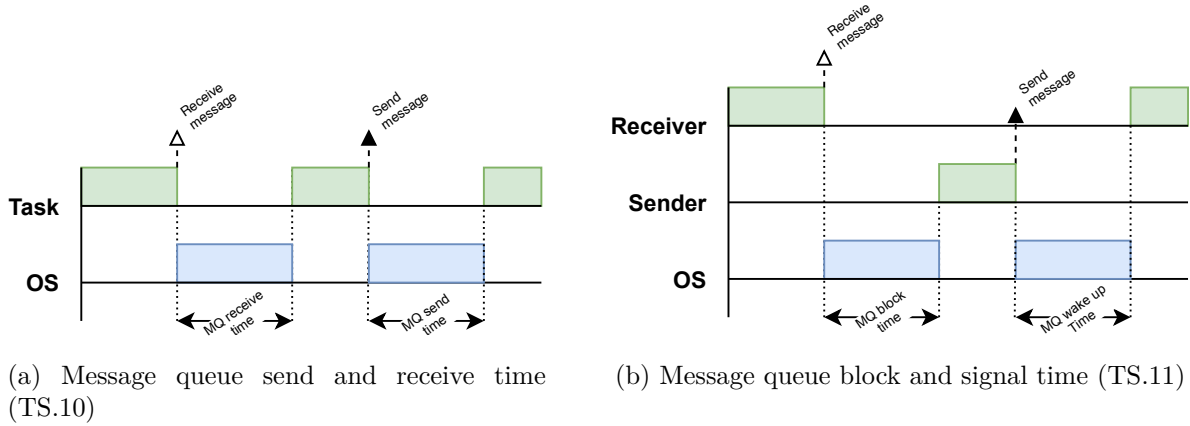 Receive
message
Send
message
Task
OS
MQ receive
time
MQ send
time
(a) Message queue send and receive time
(TS.10)
Receive
message
Send
message
Receiver
Sender
OS
MQ block
time
MQ wake up
Time
(b) Message queue block and signal time (TS.11)